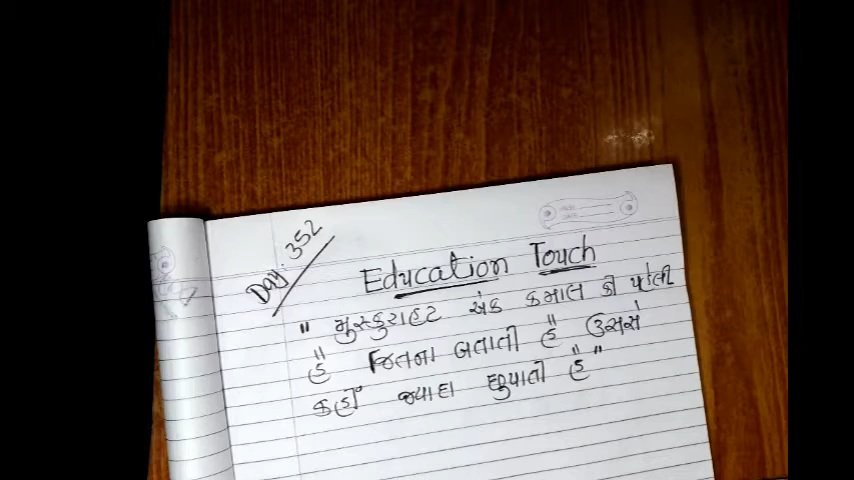 Day: 352
Education Touch
" મુસ્કુરાહટ એક કમાલ કી પહેલી
હૈ જિતના બતાતી હૈ ઉસસે
કહીં જ્યાદા છુપાતી હૈ "